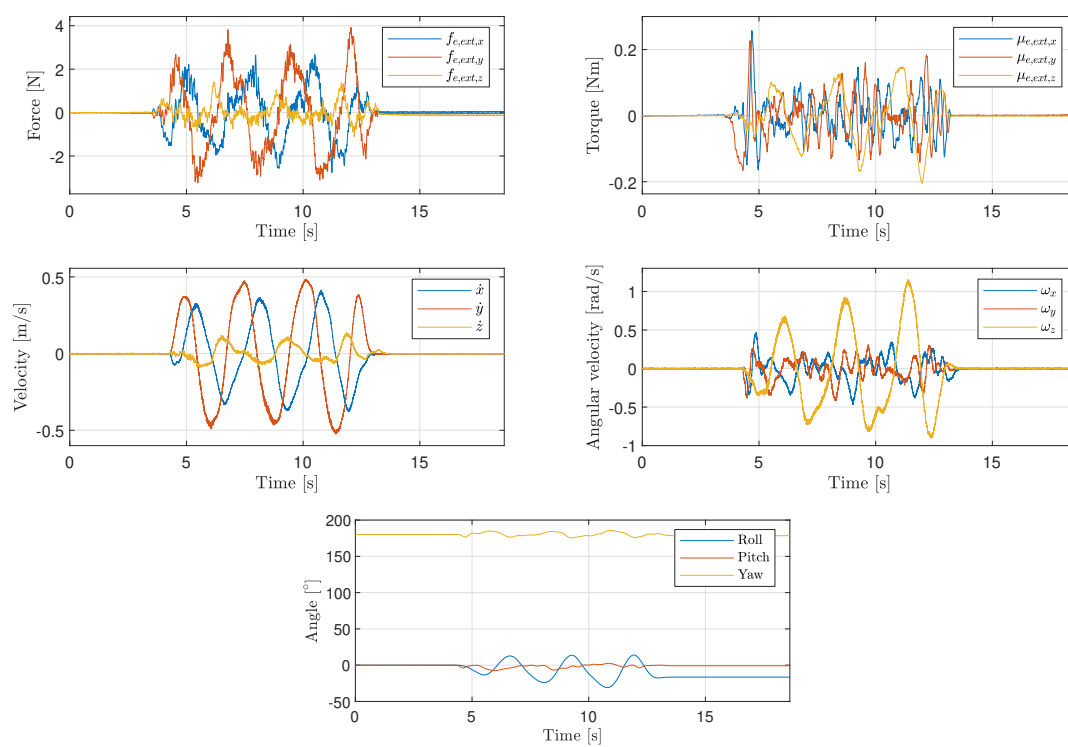 4
2
0
-2
Force [N]
0
5
10
15
Time [s]
f_{e,ext,x}
f_{e,ext,y}
f_{e,ext,z}
0.2
0
-0.2
Torque [Nm]
0
5
10
15
Time [s]
μ_{e,ext,x}
μ_{e,ext,y}
μ_{e,ext,z}
0.5
0
-0.5
Velocity [m/s]
0
5
10
15
Time [s]
ẋ
ẏ
ż
1
0.5
0
-0.5
-1
Angular velocity [rad/s]
0
5
10
15
Time [s]
ω_x
ω_y
ω_z
200
150
100
50
0
-50
Angle [°]
0
5
10
15
Time [s]
Roll
Pitch
Yaw